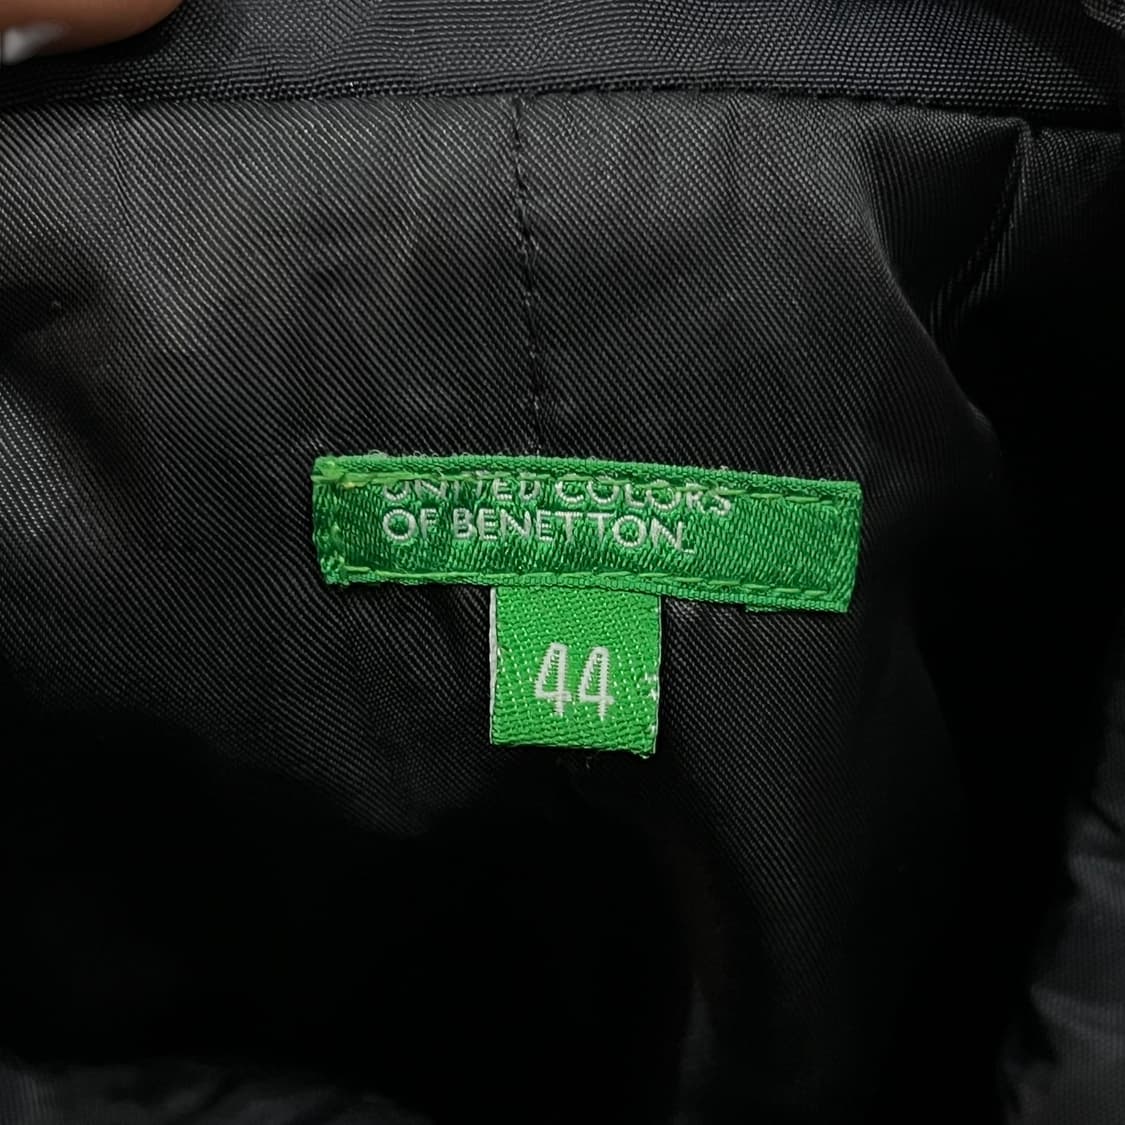 UNITED COLORS
OF BENETTON.
44